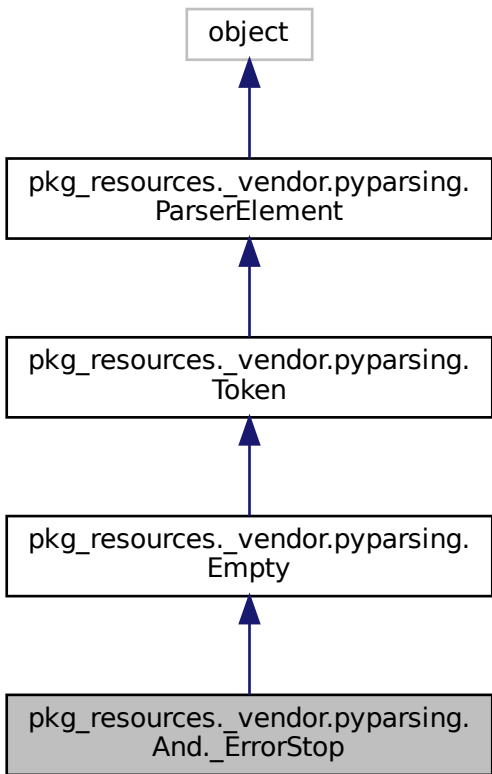 object
pkg_resources._vendor.pyparsing.
ParserElement
pkg_resources._vendor.pyparsing.
Token
pkg_resources._vendor.pyparsing.
Empty
pkg_resources._vendor.pyparsing.
And._ErrorStop